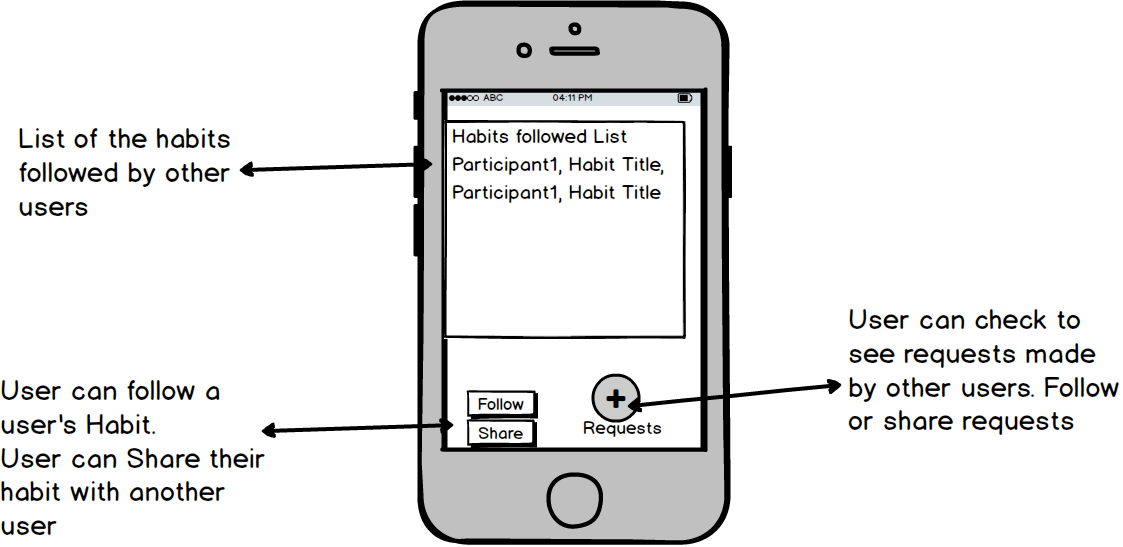 ABC 04:11 PM
Habits followed List
Participant1, Habit Title,
Participant1, Habit Title
List of the habits
followed by other
users
User can check to
see requests made
by other users. Follow
or share requests
User can follow a
user's Habit.
User can Share their
habit with another
user
Follow
Share
Requests